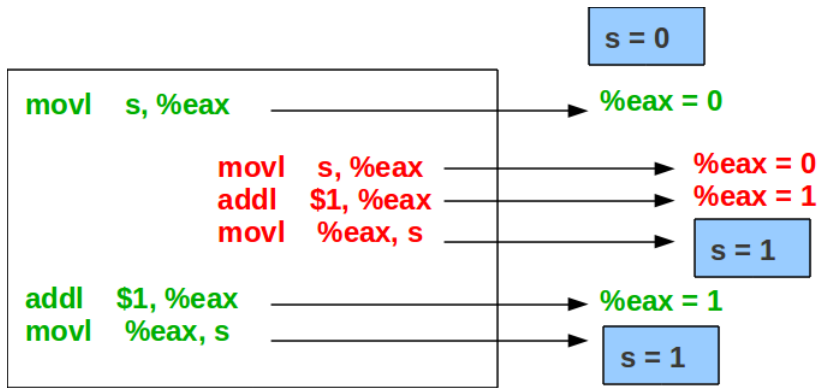 s = 0
movl s, %eax %eax = 0
movl s, %eax %eax = 0
addl $1, %eax %eax = 1
movl %eax, s s = 1
addl $1, %eax %eax = 1
movl %eax, s s = 1